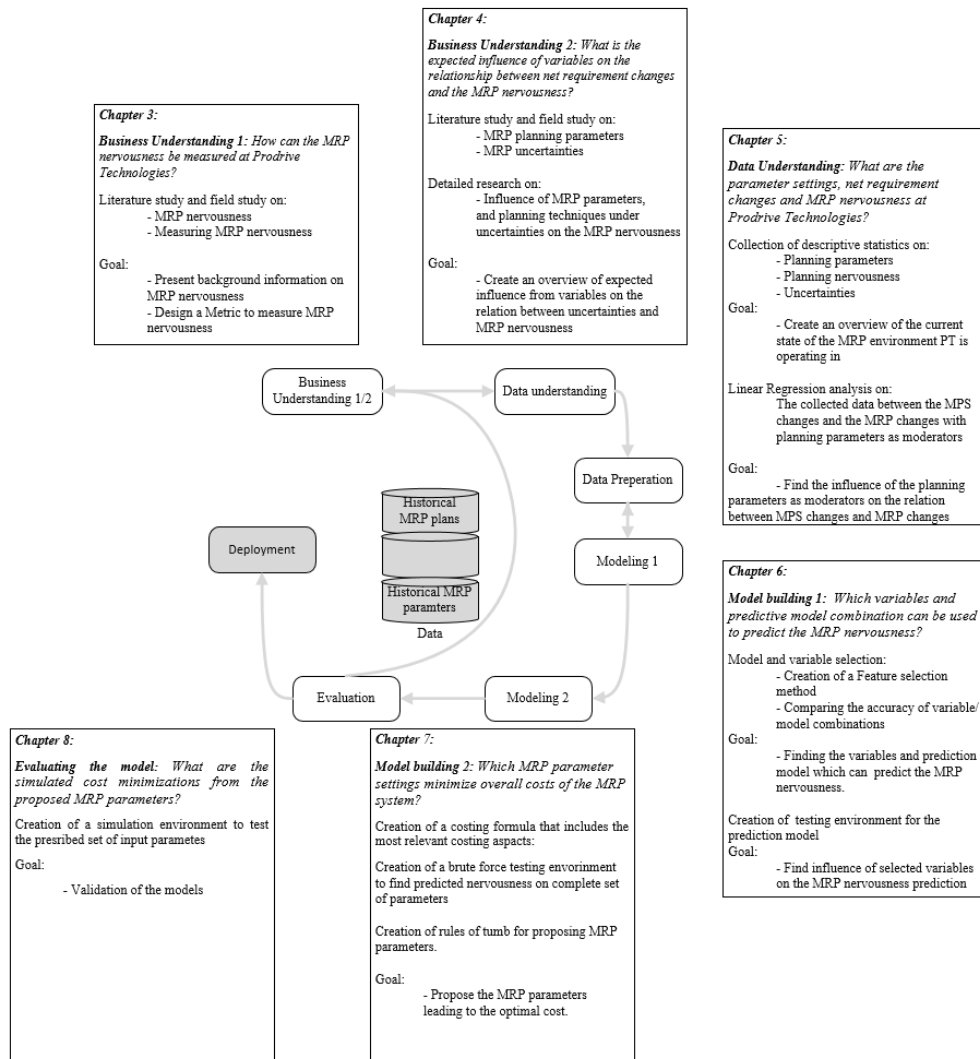 Chapter 4:
Business Understanding 2: What is the
expected influence of variables on the
relationship between net requirement changes
and the MRP nervousness?
Literature study and field study on:
- MRP planning parameters
- MRP uncertainties
Detailed research on:
- Influence of MRP parameters,
and planning techniques under
uncertainties on the MRP nervousness
Goal:
- Create an overview of expected
influence from variables on the
relation between uncertainties and
MRP nervousness
Chapter 3:
Business Understanding 1: How can the MRP
nervousness be measured at Prodrive
Technologies?
Literature study and field study on:
- MRP nervousness
- Measuring MRP nervousness
Goal:
- Present background information on
MRP nervousness
- Design a Metric to measure MRP
nervousness
Chapter 5:
Data Understanding: What are the
parameter settings, net requirement
changes and MRP nervousness at
Prodrive Technologies?
Collection of descriptive statistics on:
- Planning parameters
- Planning nervousness
- Uncertainties
Goal:
- Create an overview of the current
state of the MRP environment PT is
operating in
Linear Regression analysis on:
The collected data between the MPS
changes and the MRP changes with
planning parameters as moderators
Goal:
- Find the influence of the planning
parameters as moderators on the relation
between MPS changes and MRP changes
Business
Understanding 1/2
Data understanding
Data Preperation
Modeling 1
Historical
MRP plans
Historical MRP
paramters
Data
Deployment
Evaluation
Modeling 2
Chapter 6:
Model building 1: Which variables and
predictive model combination can be used
to predict the MRP nervousness?
Model and variable selection:
- Creation of a Feature selection
method
- Comparing the accuracy of variable/
model combinations
Goal:
- Finding the variables and prediction
model which can predict the MRP
nervousness.
Creation of testing environment for the
prediction model
Goal:
- Find influence of selected variables
on the MRP nervousness prediction
Chapter 8:
Evaluating the model: What are the
simulated cost minimizations from the
proposed MRP parameters?
Creation of a simulation environment to test
the presribed set of input parametes
Goal:
- Validation of the models
Chapter 7:
Model building 2: Which MRP parameter
settings minimize overall costs of the MRP
system?
Creation of a costing formula that includes the
most relevant costing aspacts:
Creation of a brute force testing envorinment
to find predicted nervousness on complete set
of parameters
Creation of rules of tumb for proposing MRP
parameters.
Goal:
- Propose the MRP parameters
leading to the optimal cost.